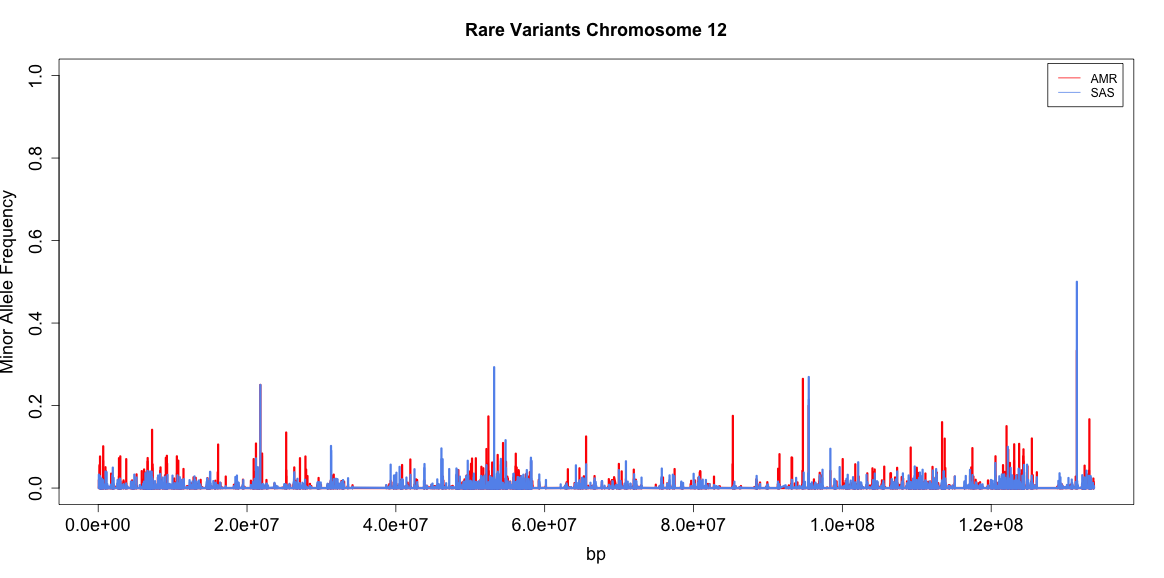 Rare Variants Chromosome 12
AMR
SAS
1.0
0.8
0.6
0.4
0.2
0.0
Minor Allele Frequency
0.0e+00 2.0e+07 4.0e+07 6.0e+07 8.0e+07 1.0e+08 1.2e+08
bp